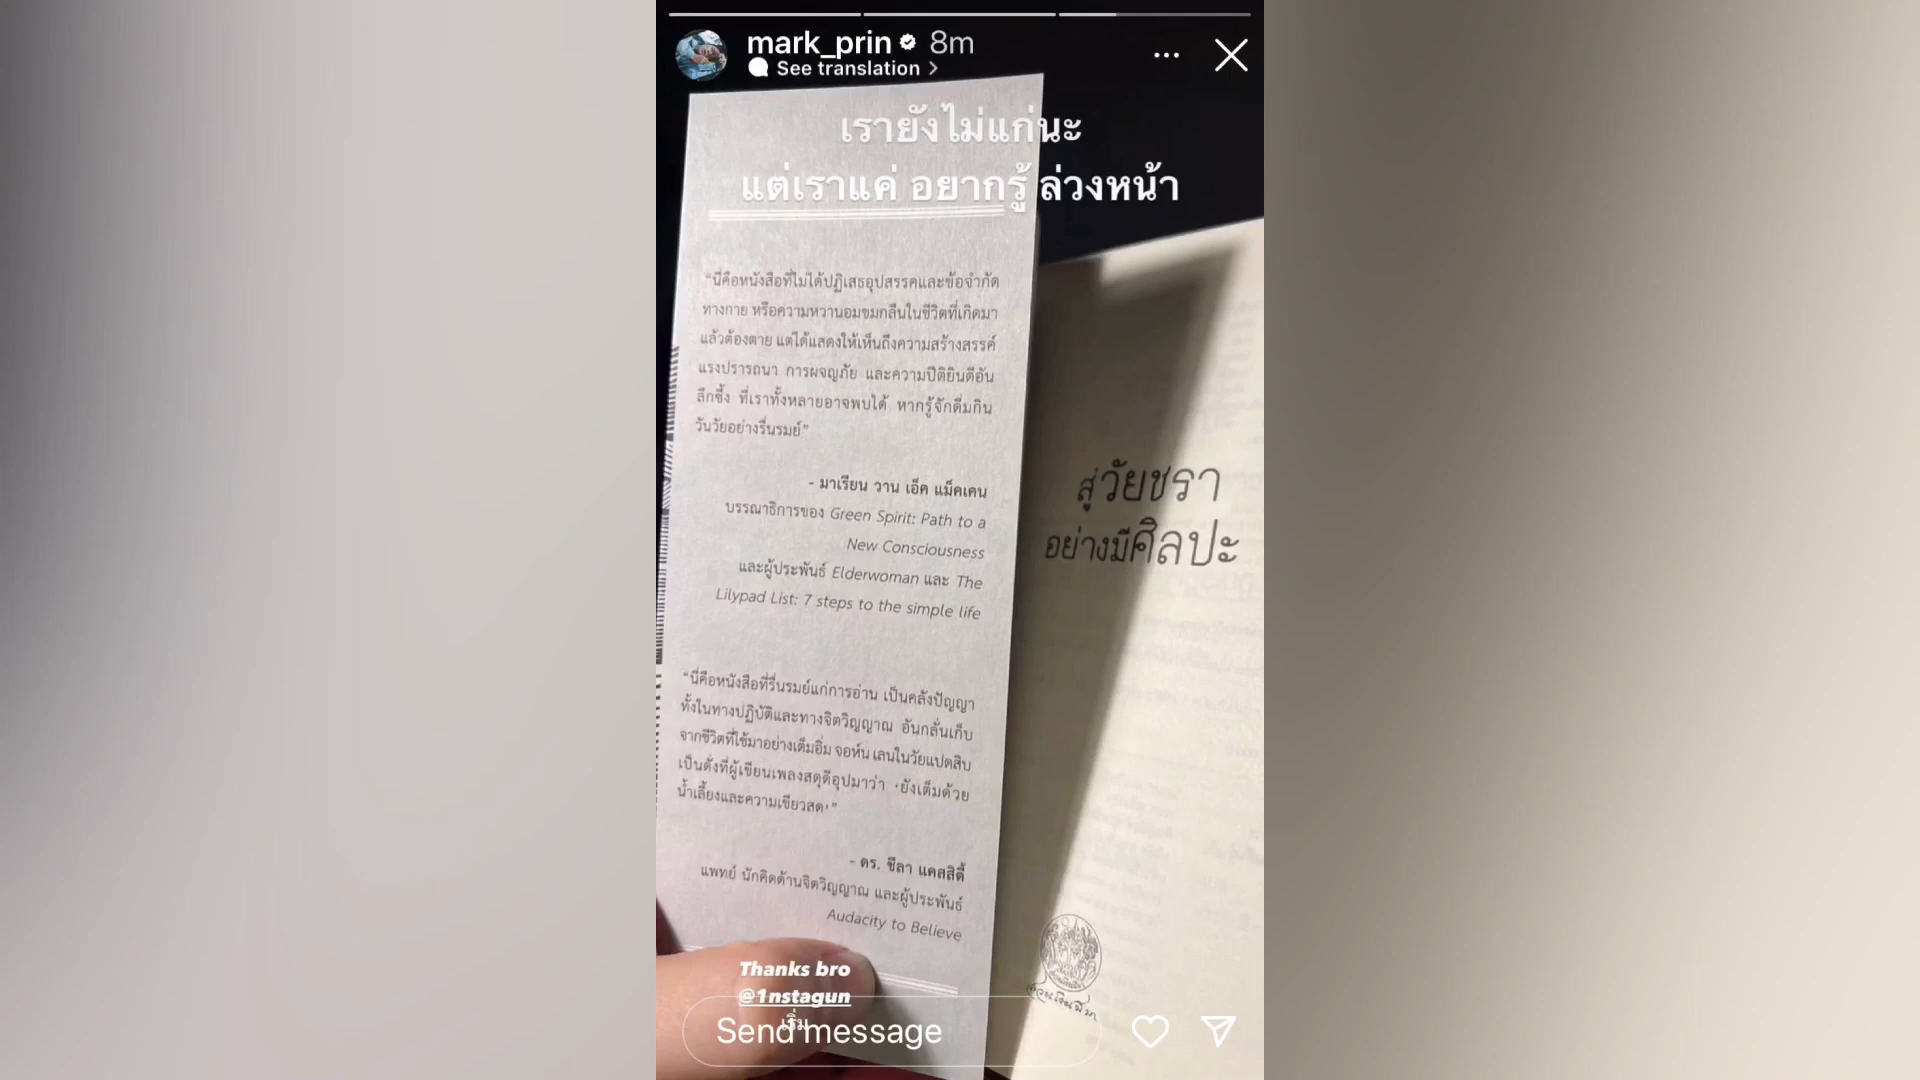 mark_prin 8m
See translation
เรายังไม่แก่นะ
แต่เราแค่ อยากรู้ ล่วงหน้า
“นี่คือหนังสือที่ไม่ได้ปฏิเสธอุปสรรคและข้อจำกัด
ทางกาย หรือความหวานอมขมกลืนในชีวิตที่เกิดมา
แล้วต้องตาย แต่ได้แสดงให้เห็นถึงความสร้างสรรค์
แรงปรารถนา การผจญภัย และความปีติยินดีอัน
ลึกซึ้ง ที่เราทั้งหลายอาจพบได้ หากรู้จักดื่มกิน
วันวัยอย่างรื่นรมย์”
- มาเรียน วาน เอ็ค แม็คเคน
บรรณาธิการของ Green Spirit: Path to a
New Consciousness
และผู้ประพันธ์ Elderwoman และ The
Lilypad List: 7 steps to the simple life
“นี่คือหนังสือที่รื่นรมย์แก่การอ่าน เป็นคลังปัญญา
ทั้งในทางปฏิบัติและทางจิตวิญญาณ อันกลั่นเก็บ
จากชีวิตที่ใช้มาอย่างเต็มอิ่ม จอห์น เลนในวัยแปดสิบ
เป็นดั่งที่ผู้เขียนเพลงสดุดีอุปมาว่า ‘ยังเต็มด้วย
น้ำเลี้ยงและความเขียวสด’”
- ดร. ชีลา แคสสิดี้
แพทย์ นักคิดด้านจิตวิญญาณ และผู้ประพันธ์
Audacity to Believe
สู่วัยชรา
อย่างมีศิลปะ
สวนเงินมีมา
Thanks bro
@1nstagun
เริ่ม
Send message